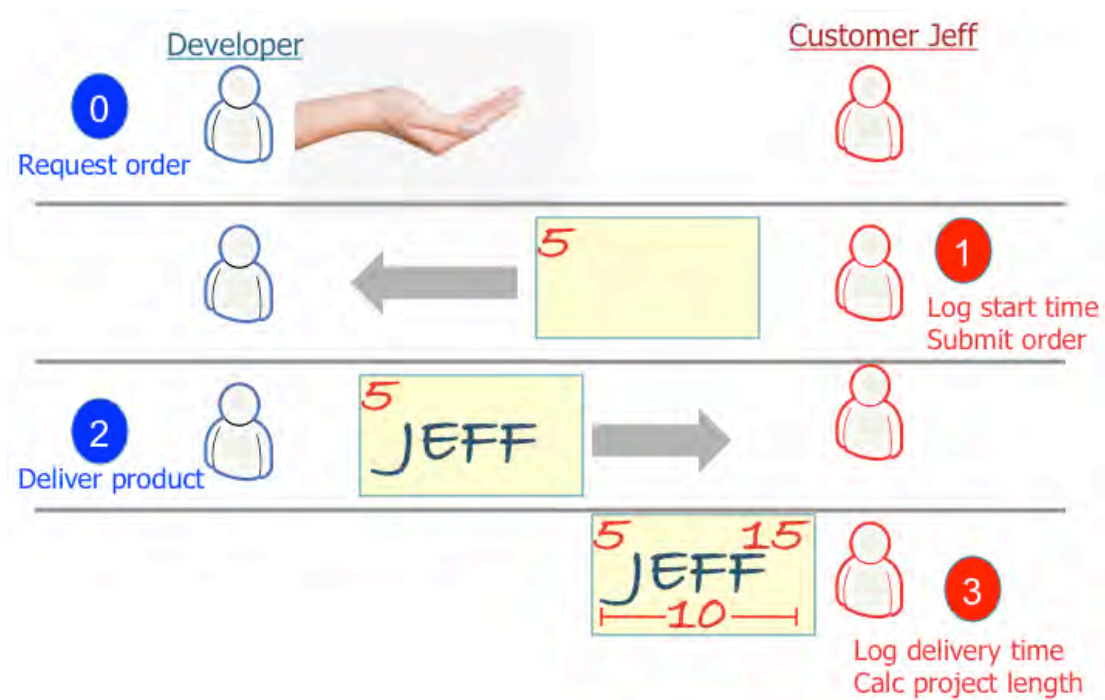 Developer
Customer Jeff
0
Request order
5
1
Log start time
Submit order
5
JEFF
2
Deliver product
5 15
JEFF
10
3
Log delivery time
Calc project length